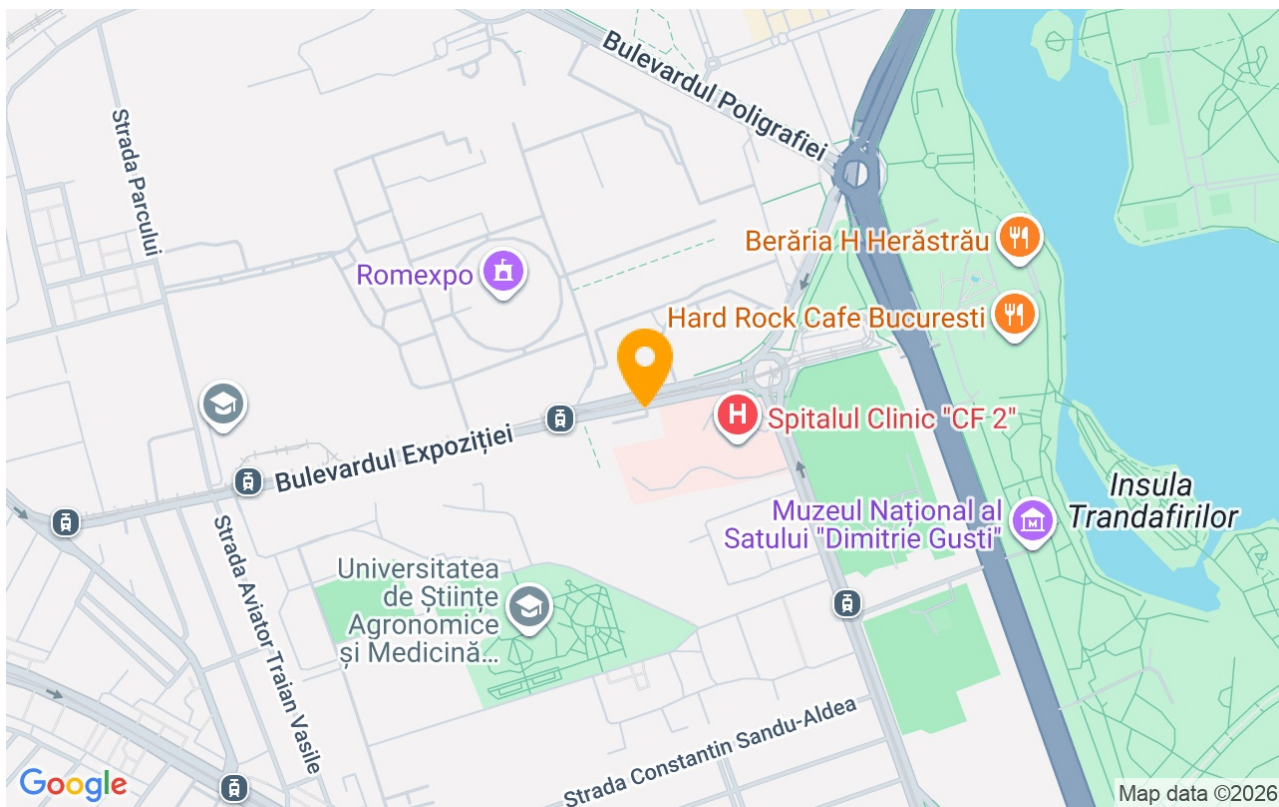 Bulevardul Poligrafiei
Strada Parcului
Berăria H Herăstrău
Romexpo
Hard Rock Cafe Bucuresti
H
Spitalul Clinic "CF 2"
Bulevardul Expoziției
Insula
Trandafirilor
Muzeul Național al
Satului "Dimitrie Gusti"
M
Universitatea
de Științe
Agronomice
și Medicină...
Strada Aviator Traian Vasile
Strada Constantin Sandu-Aldea
Google
Map data ©2026